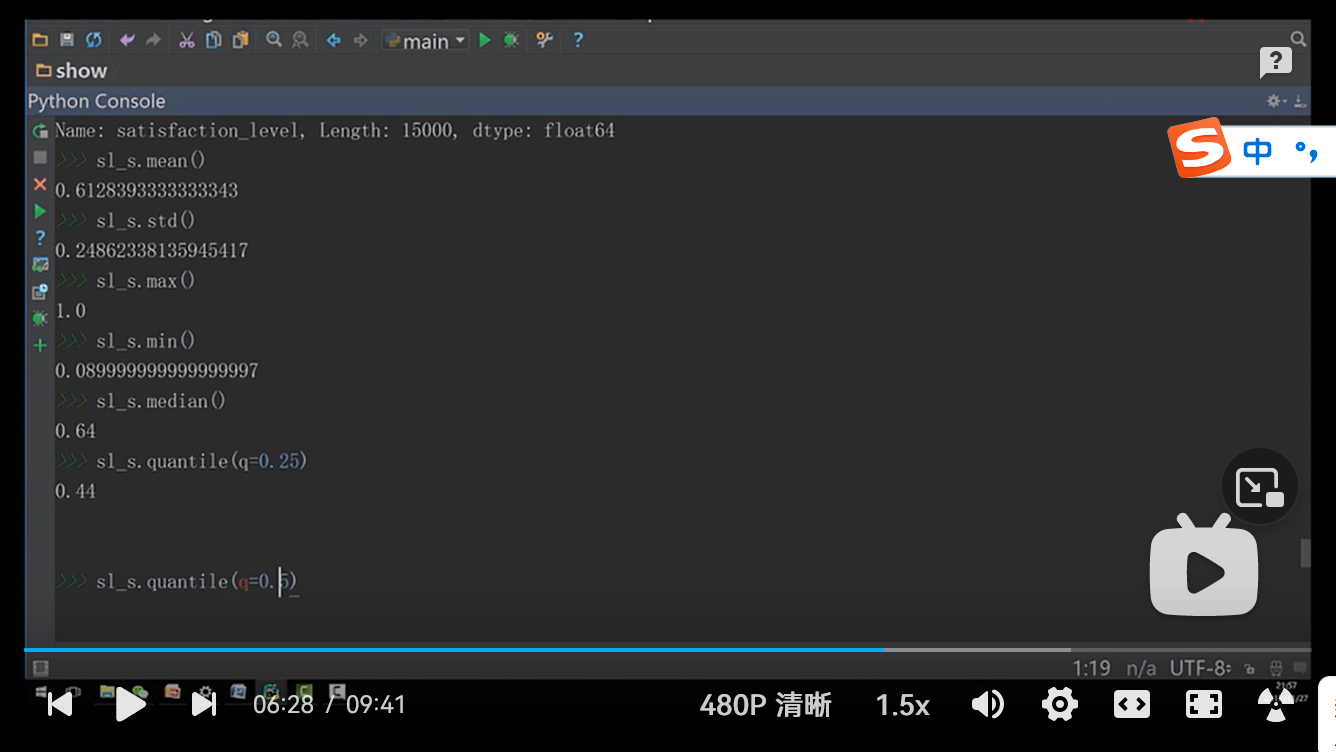 main
show
Python Console
Name: satisfaction_level, Length: 15000, dtype: float64
>>> sl_s.mean()
0.6128393333333343
>>> sl_s.std()
0.24862338135945417
>>> sl_s.max()
1.0
>>> sl_s.min()
0.089999999999999997
>>> sl_s.median()
0.64
>>> sl_s.quantile(q=0.25)
0.44
>>> sl_s.quantile(q=0.5)
中 °,
1:19 n/a UTF-8
21:57
06:28 / 09:41
480P 清晰
1.5x